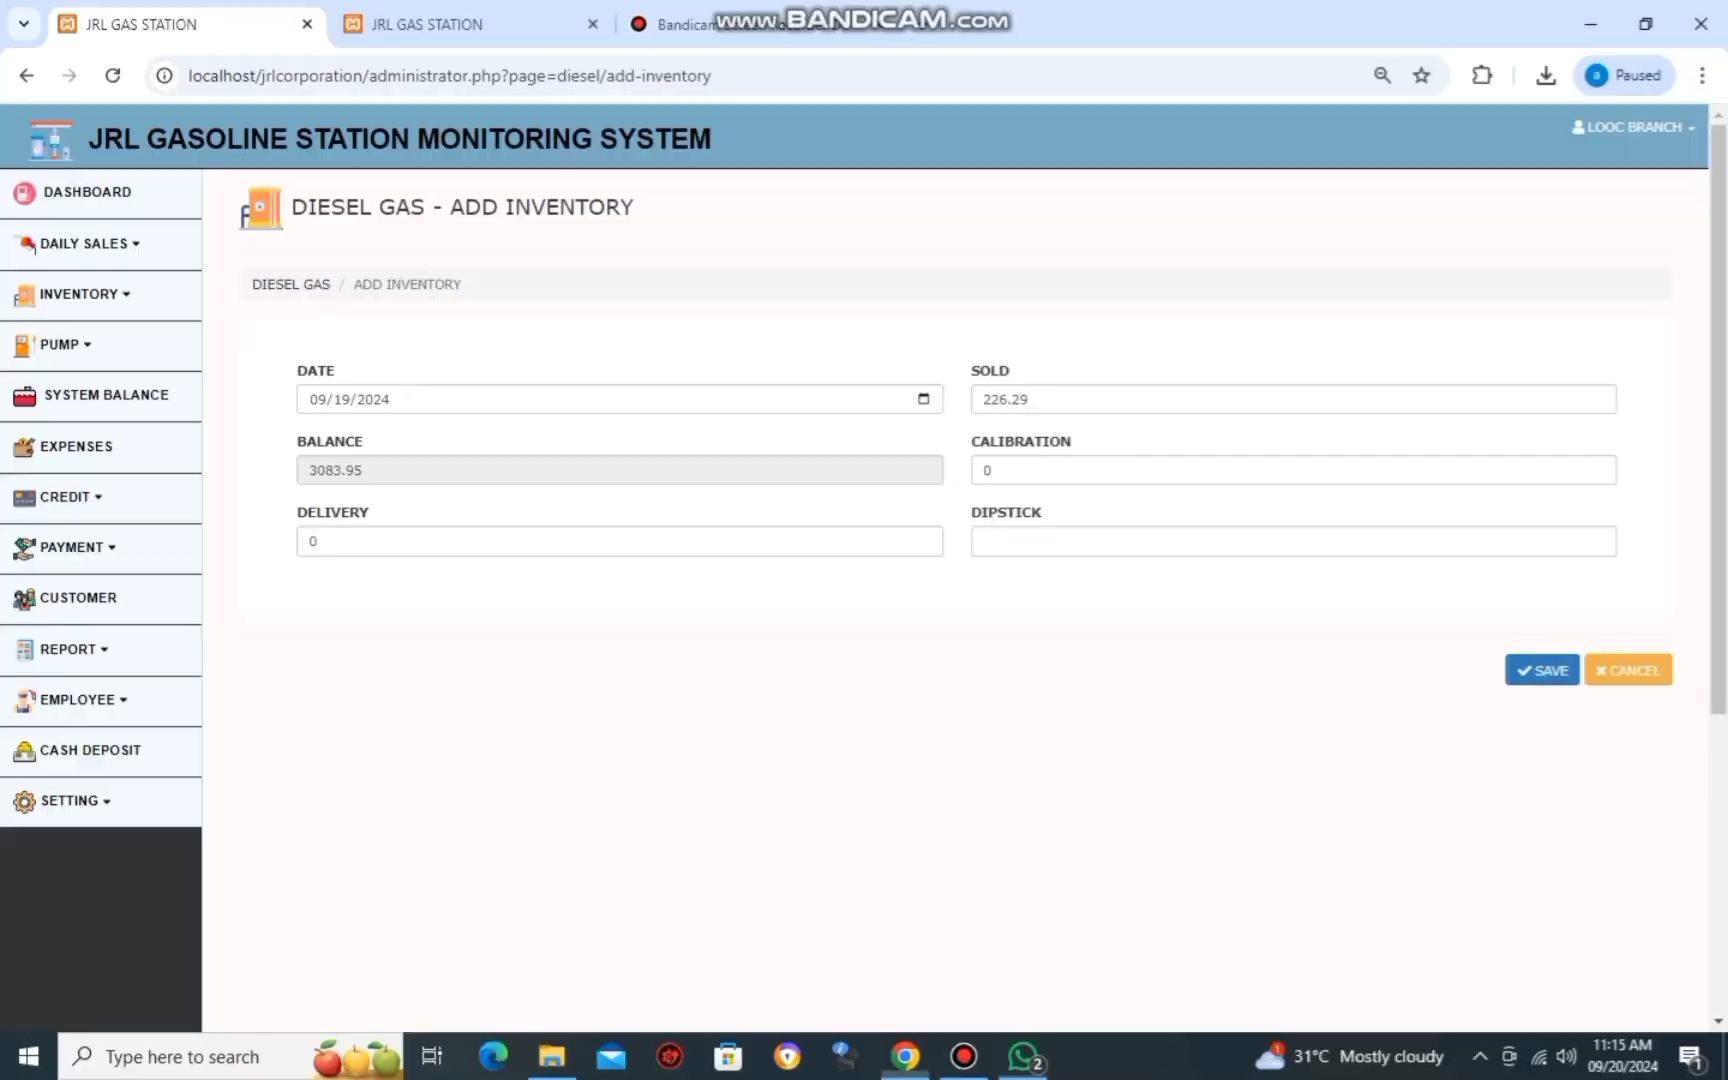 JRL GAS STATION
JRL GAS STATION
Bandicam
www.BANDICAM.com
localhost/jrlcorporation/administrator.php?page=diesel/add-inventory
a Paused
JRL GASOLINE STATION MONITORING SYSTEM
LOOC BRANCH
DASHBOARD
DAILY SALES
INVENTORY
PUMP
SYSTEM BALANCE
EXPENSES
CREDIT
PAYMENT
CUSTOMER
REPORT
EMPLOYEE
CASH DEPOSIT
SETTING
DIESEL GAS - ADD INVENTORY
DIESEL GAS / ADD INVENTORY
DATE
09/19/2024
SOLD
226.29
BALANCE
3083.95
CALIBRATION
0
DELIVERY
0
DIPSTICK
SAVE
CANCEL
Type here to search
2
1
31°C Mostly cloudy
11:15 AM
09/20/2024
1